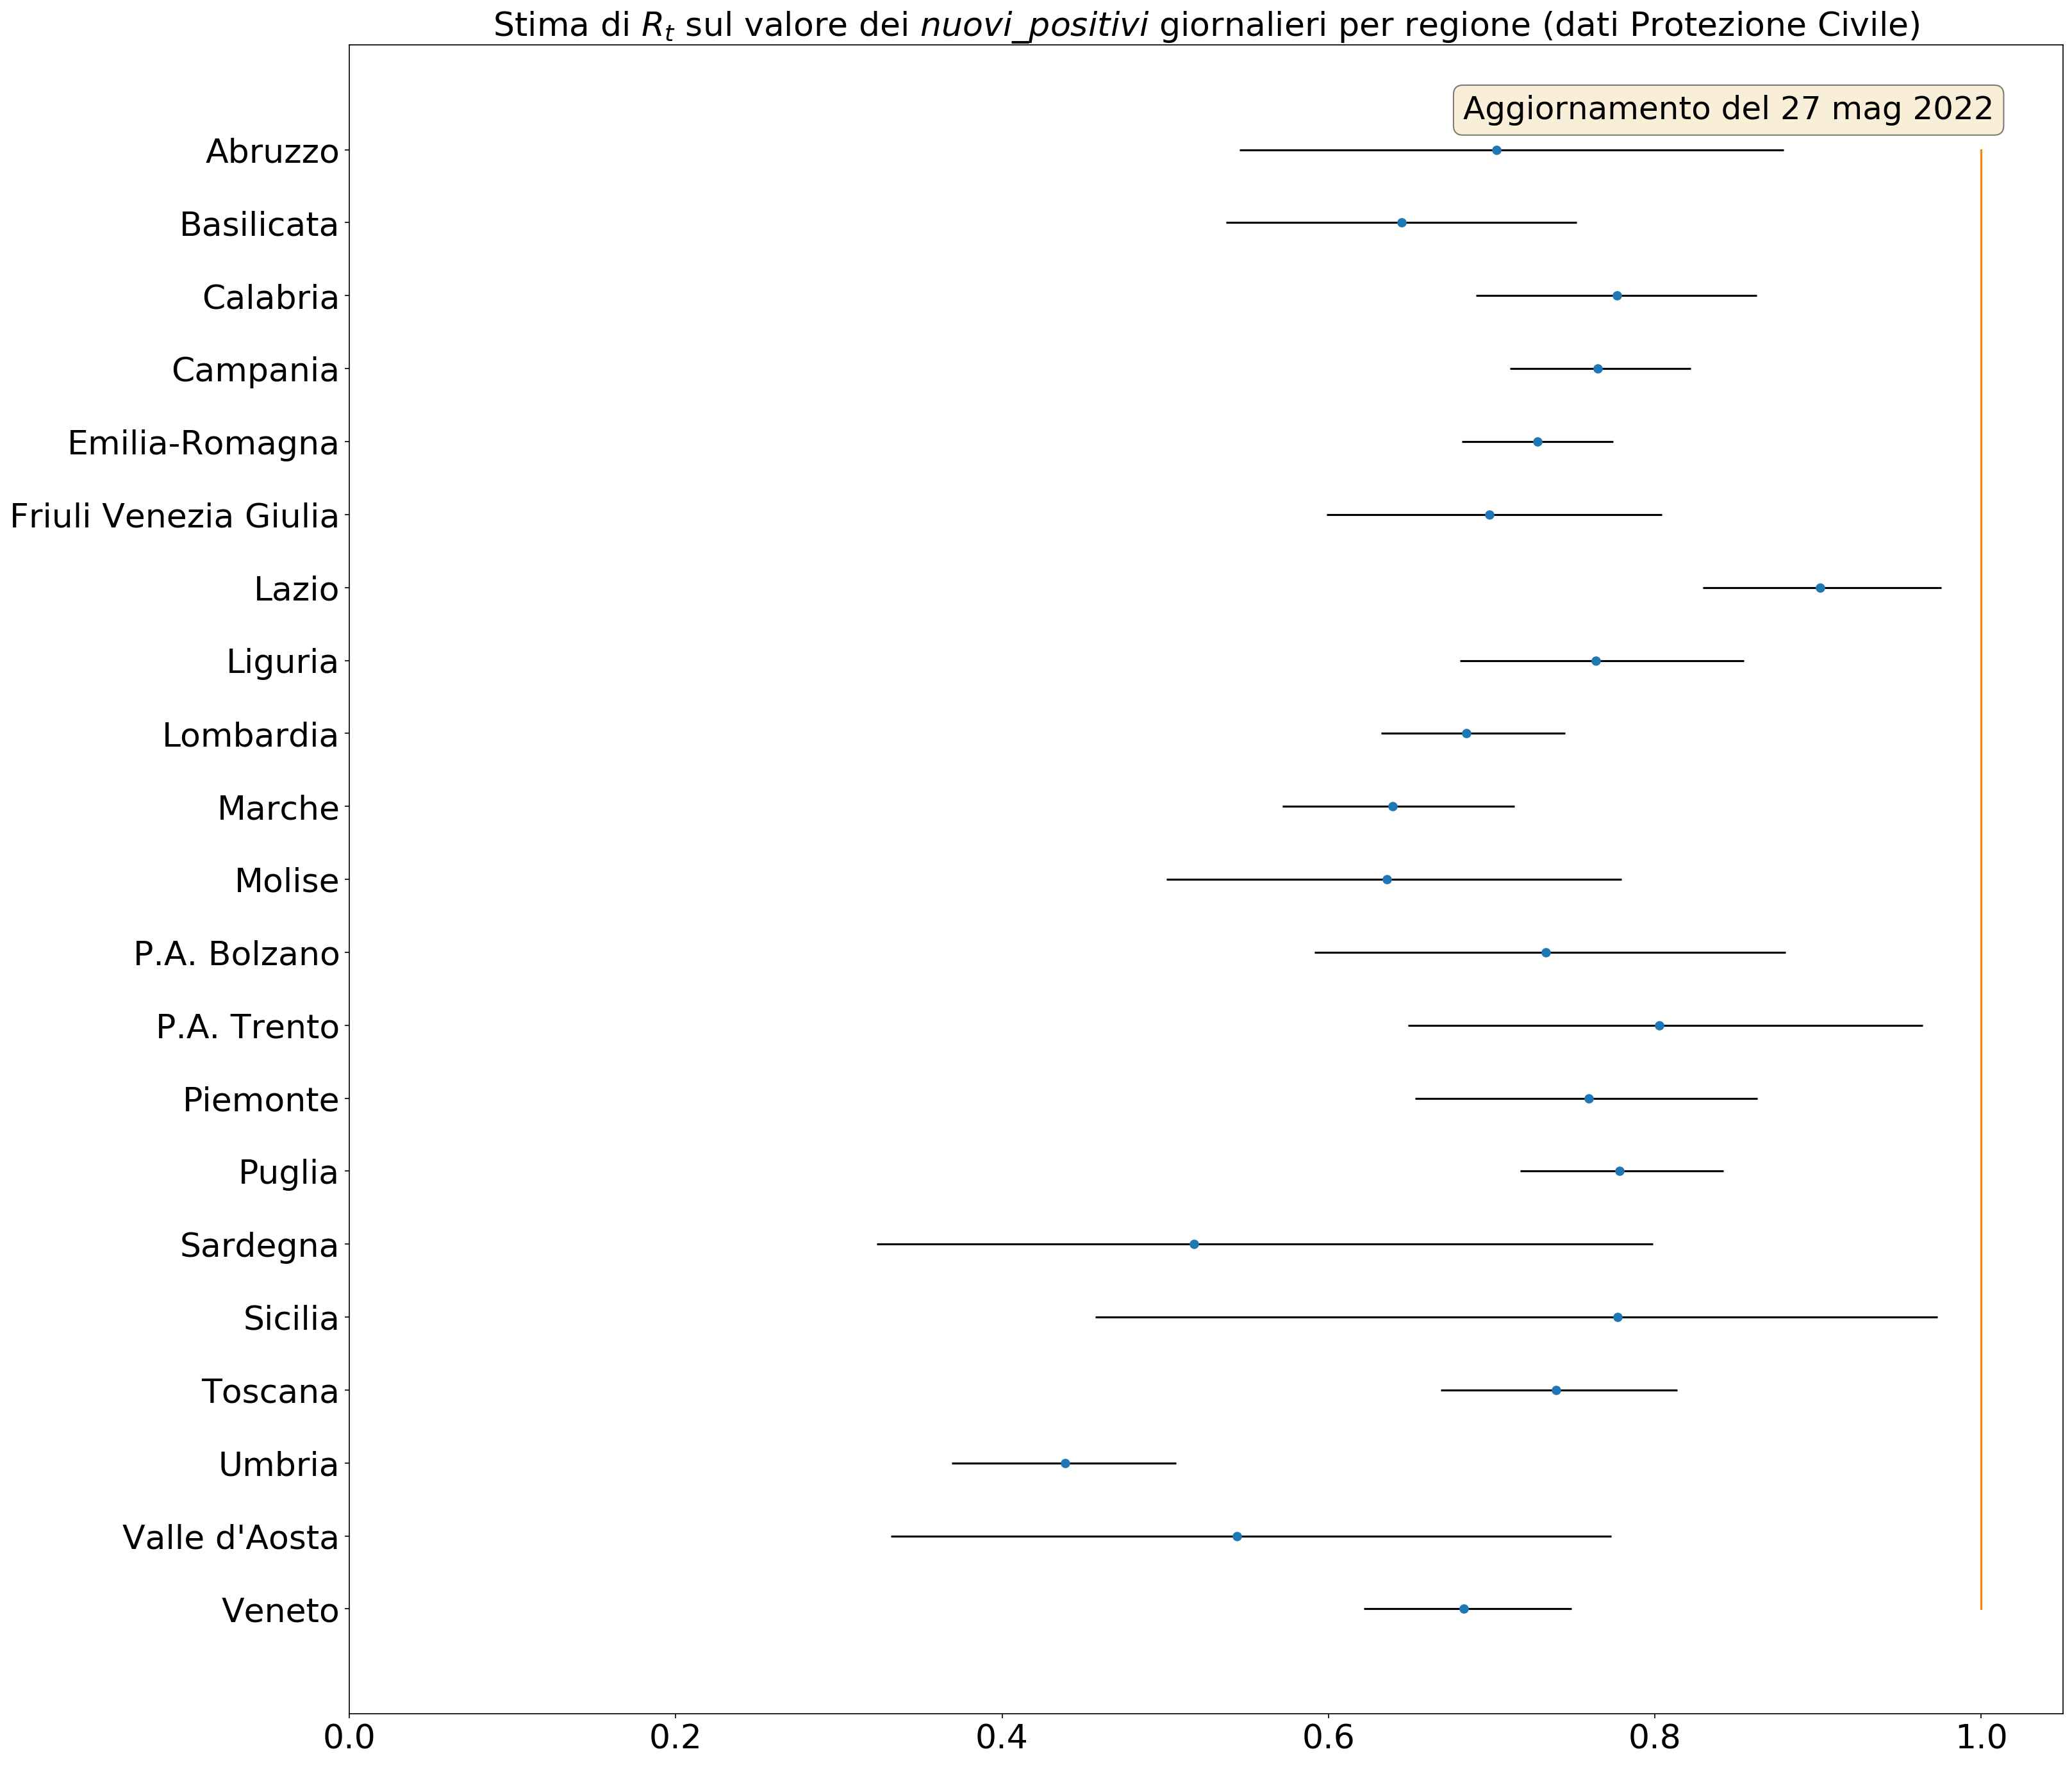 Stima di Rt sul valore dei nuovi_positivi giornalieri per regione (dati Protezione Civile)
Aggiornamento del 27 mag 2022
Abruzzo
Basilicata
Calabria
Campania
Emilia-Romagna
Friuli Venezia Giulia
Lazio
Liguria
Lombardia
Marche
Molise
P.A. Bolzano
P.A. Trento
Piemonte
Puglia
Sardegna
Sicilia
Toscana
Umbria
Valle d'Aosta
Veneto
0.0 0.2 0.4 0.6 0.8 1.0